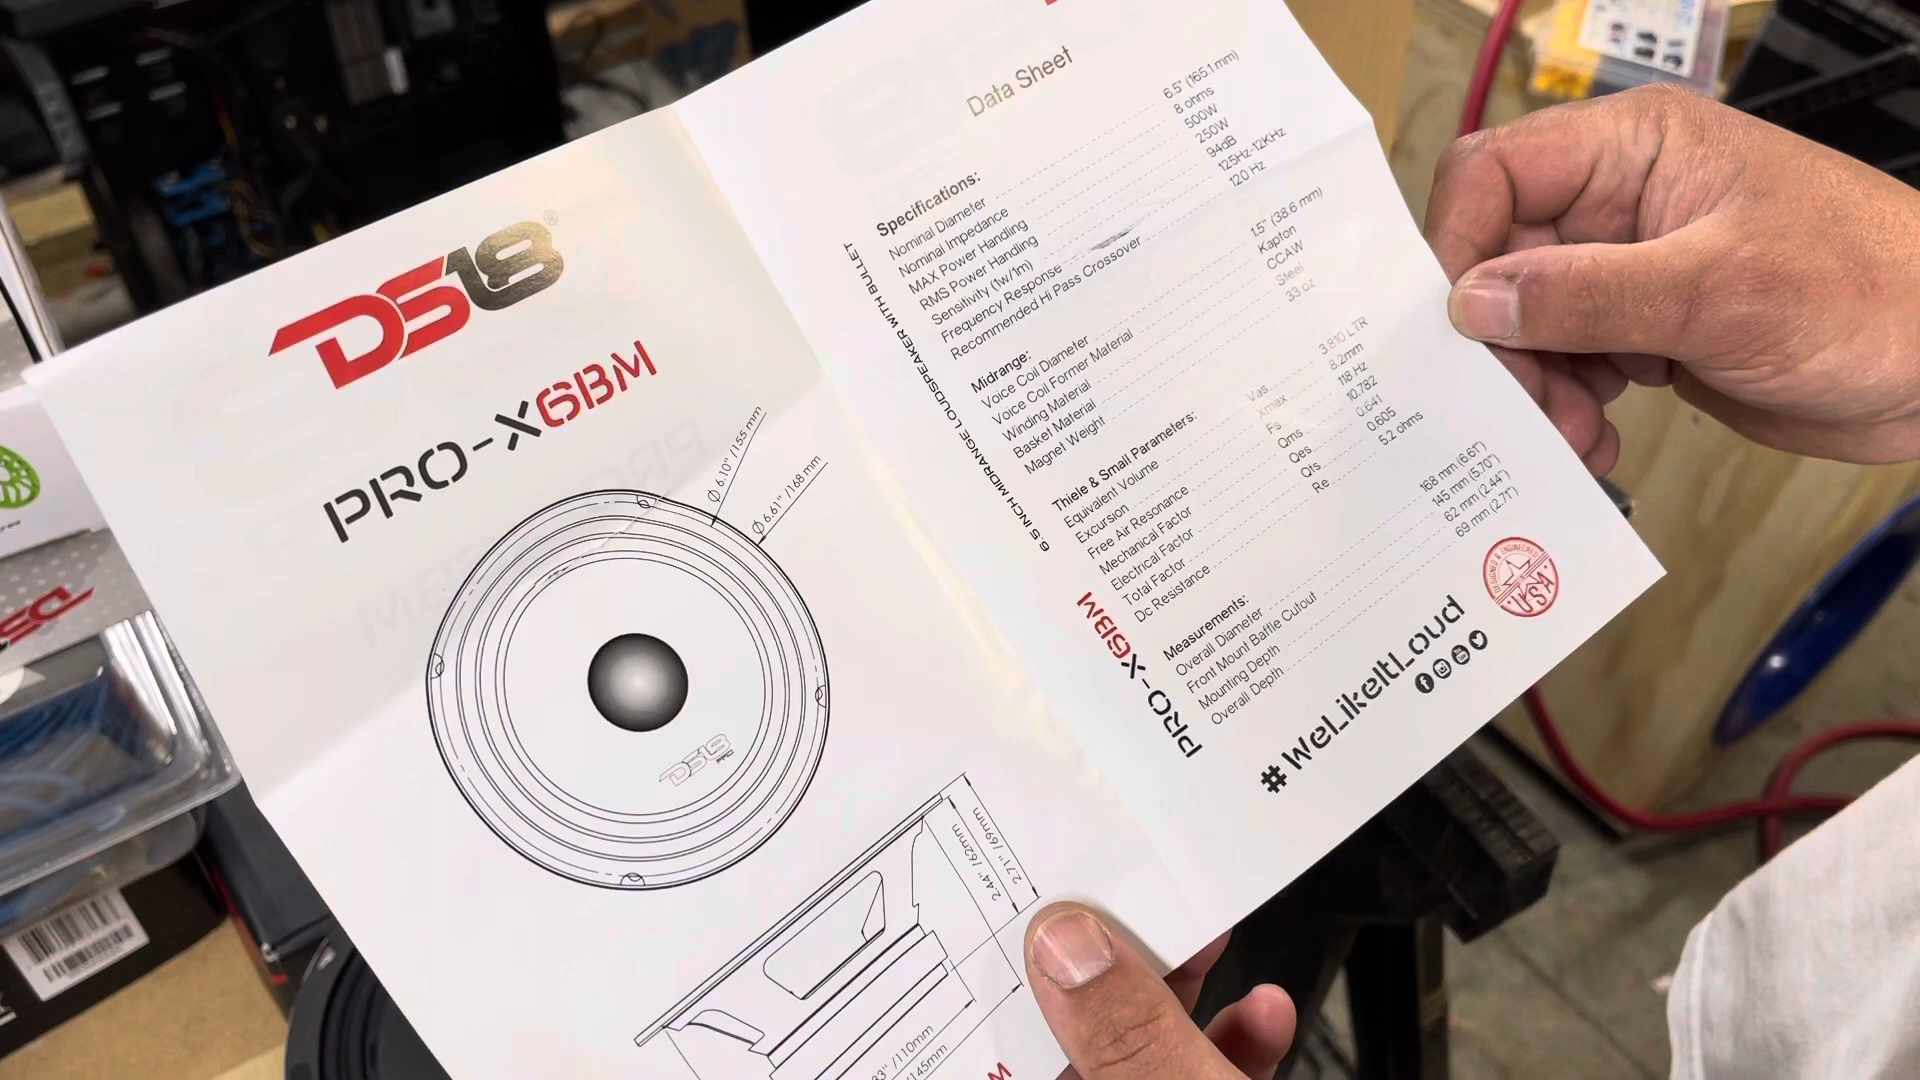 DS18®
PRO-X6BM
Ø 6.10" /155 mm
Ø 6.61" /168 mm
DS18
2.44" /62mm
2.71" /69mm
33" /110mm
/145mm
M
Data Sheet
6.5 INCH MIDRANGE LOUDSPEAKER WITH BULLET
PRO-X6BM
Specifications:
Nominal Diameter 6.5" (165.1 mm)
Nominal Impedance 8 ohms
MAX Power Handling 500W
RMS Power Handling 250W
Sensitivity (1w/1m) 94dB
Frequency Response 125Hz-12KHz
Recommended Hi Pass Crossover 120 Hz
Midrange:
Voice Coil Diameter 1.5" (38.6 mm)
Voice Coil Former Material Kapton
Winding Material CCAW
Basket Material Steel
Magnet Weight 33 oz
Thiele & Small Parameters:
Equivalent Volume Vas 3.810 LTR
Excursion Xmax 8.2mm
Free Air Resonance Fs 118 Hz
Mechanical Factor Qms 10.782
Electrical Factor Qes 0.641
Total Factor Qts 0.605
Dc Resistance Re 5.2 ohms
Measurements:
Overall Diameter 168 mm (6.61")
Front Mount Baffle Cutout 145 mm (5.70")
Mounting Depth 62 mm (2.44")
Overall Depth 69 mm (2.71")
#WeLikeItLoud
DESIGNED & ENGINEERED
IN
U.S.A.